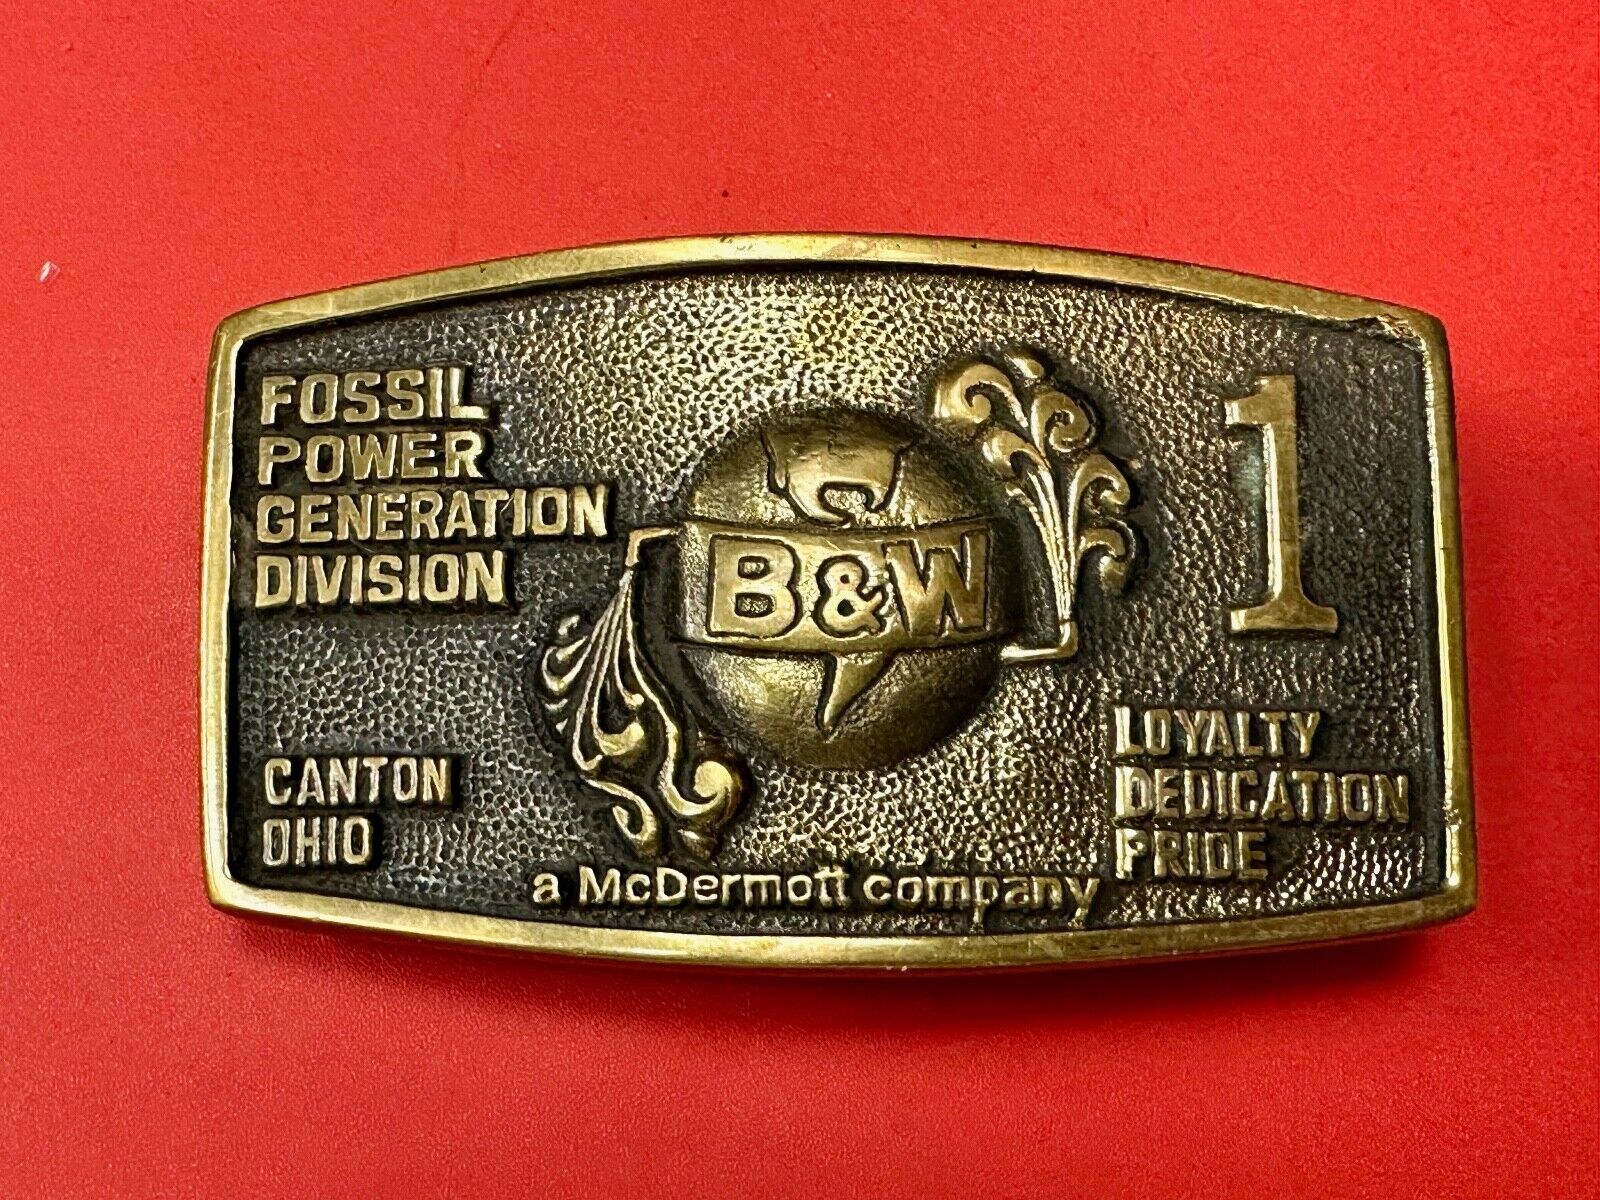 FOSSIL
POWER
GENERATION
DIVISION
CANTON
OHIO
B&W
1
LOYALTY
DEDICATION
PRIDE
a McDermott company